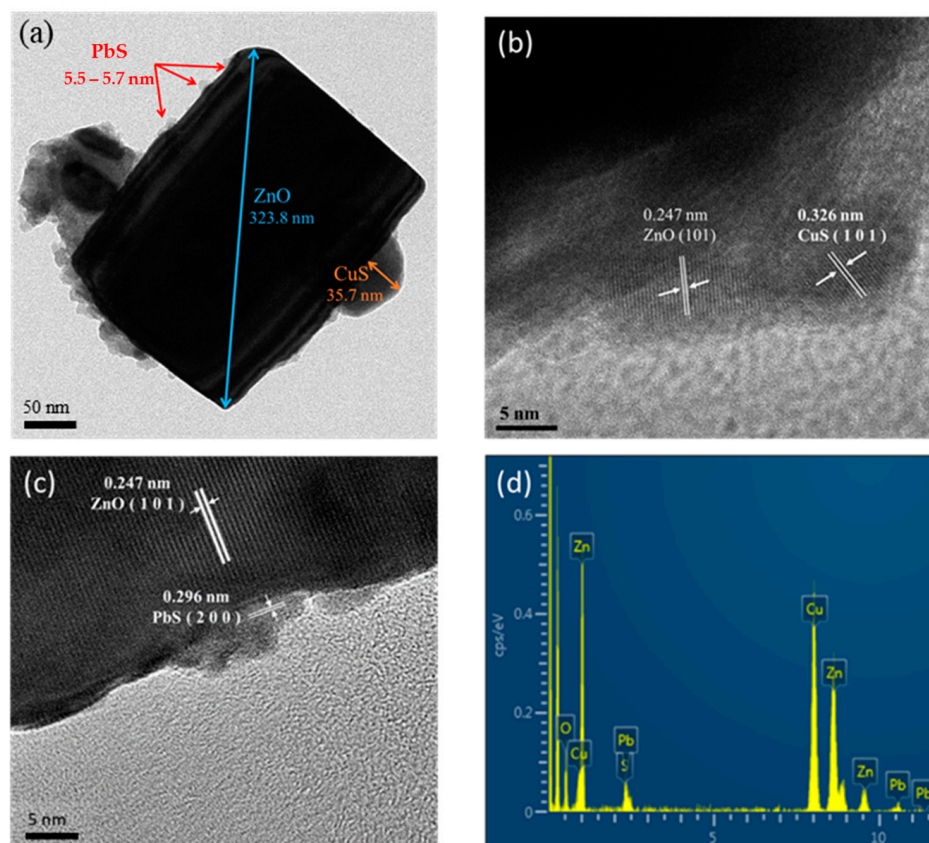 (a)
PbS
5.5 – 5.7 nm
ZnO
323.8 nm
CuS
35.7 nm
50 nm
(b)
0.247 nm
ZnO (101)
0.326 nm
CuS ( 1 0 1 )
5 nm
(c)
0.247 nm
ZnO ( 1 0 1 )
0.296 nm
PbS ( 2 0 0 )
5 nm
(d)
0.6
Zn
0.4
Cu
cps/eV
Zn
0.2
O
Pb
Cu
S
Zn
Pb
Pb
0
5
10